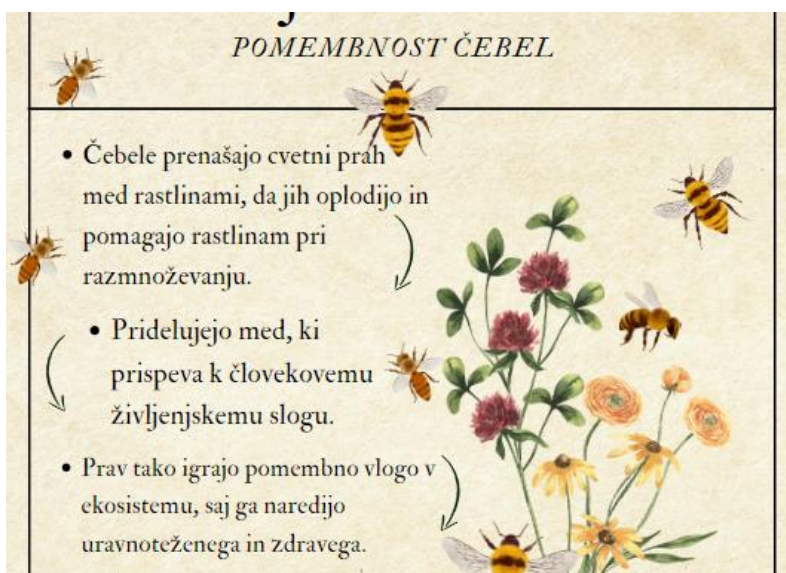 POMEMBNOST ČEBEL
• Čebele prenašajo cvetni prah
med rastlinami, da jih oplodijo in
pomagajo rastlinam pri
razmnoževanju.
• Pridelujejo med, ki
prispeva k človekovemu
življenjskemu slogu.
• Prav tako igrajo pomembno vlogo v
ekosistemu, saj ga naredijo
uravnoteženega in zdravega.